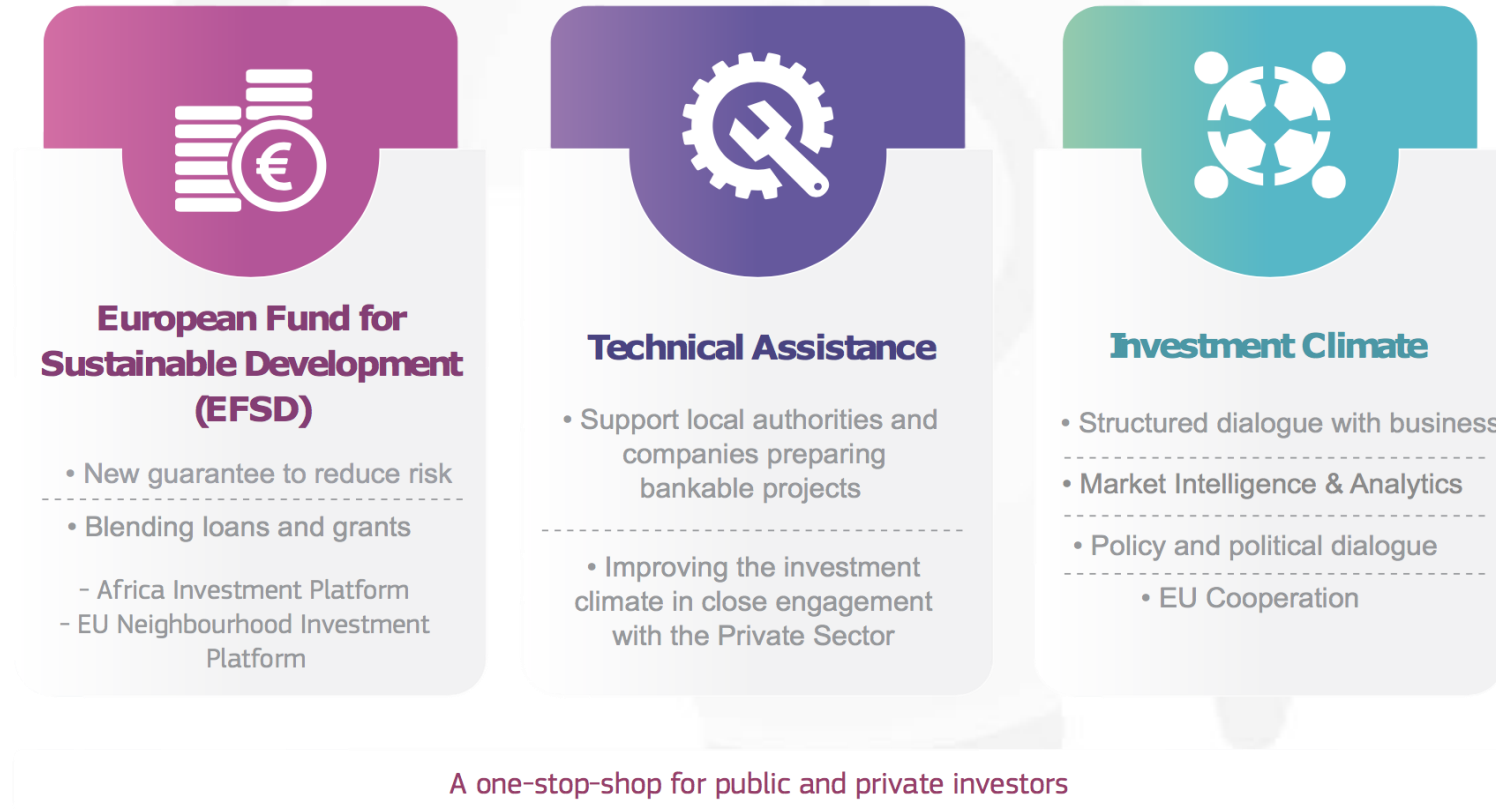 €
European Fund for
Sustainable Development
(EFSD)
• New guarantee to reduce risk
• Blending loans and grants
- Africa Investment Platform
- EU Neighbourhood Investment
Platform
Technical Assistance
• Support local authorities and
companies preparing
bankable projects
• Improving the investment
climate in close engagement
with the Private Sector
Investment Climate
• Structured dialogue with business
• Market Intelligence & Analytics
• Policy and political dialogue
• EU Cooperation
A one-stop-shop for public and private investors